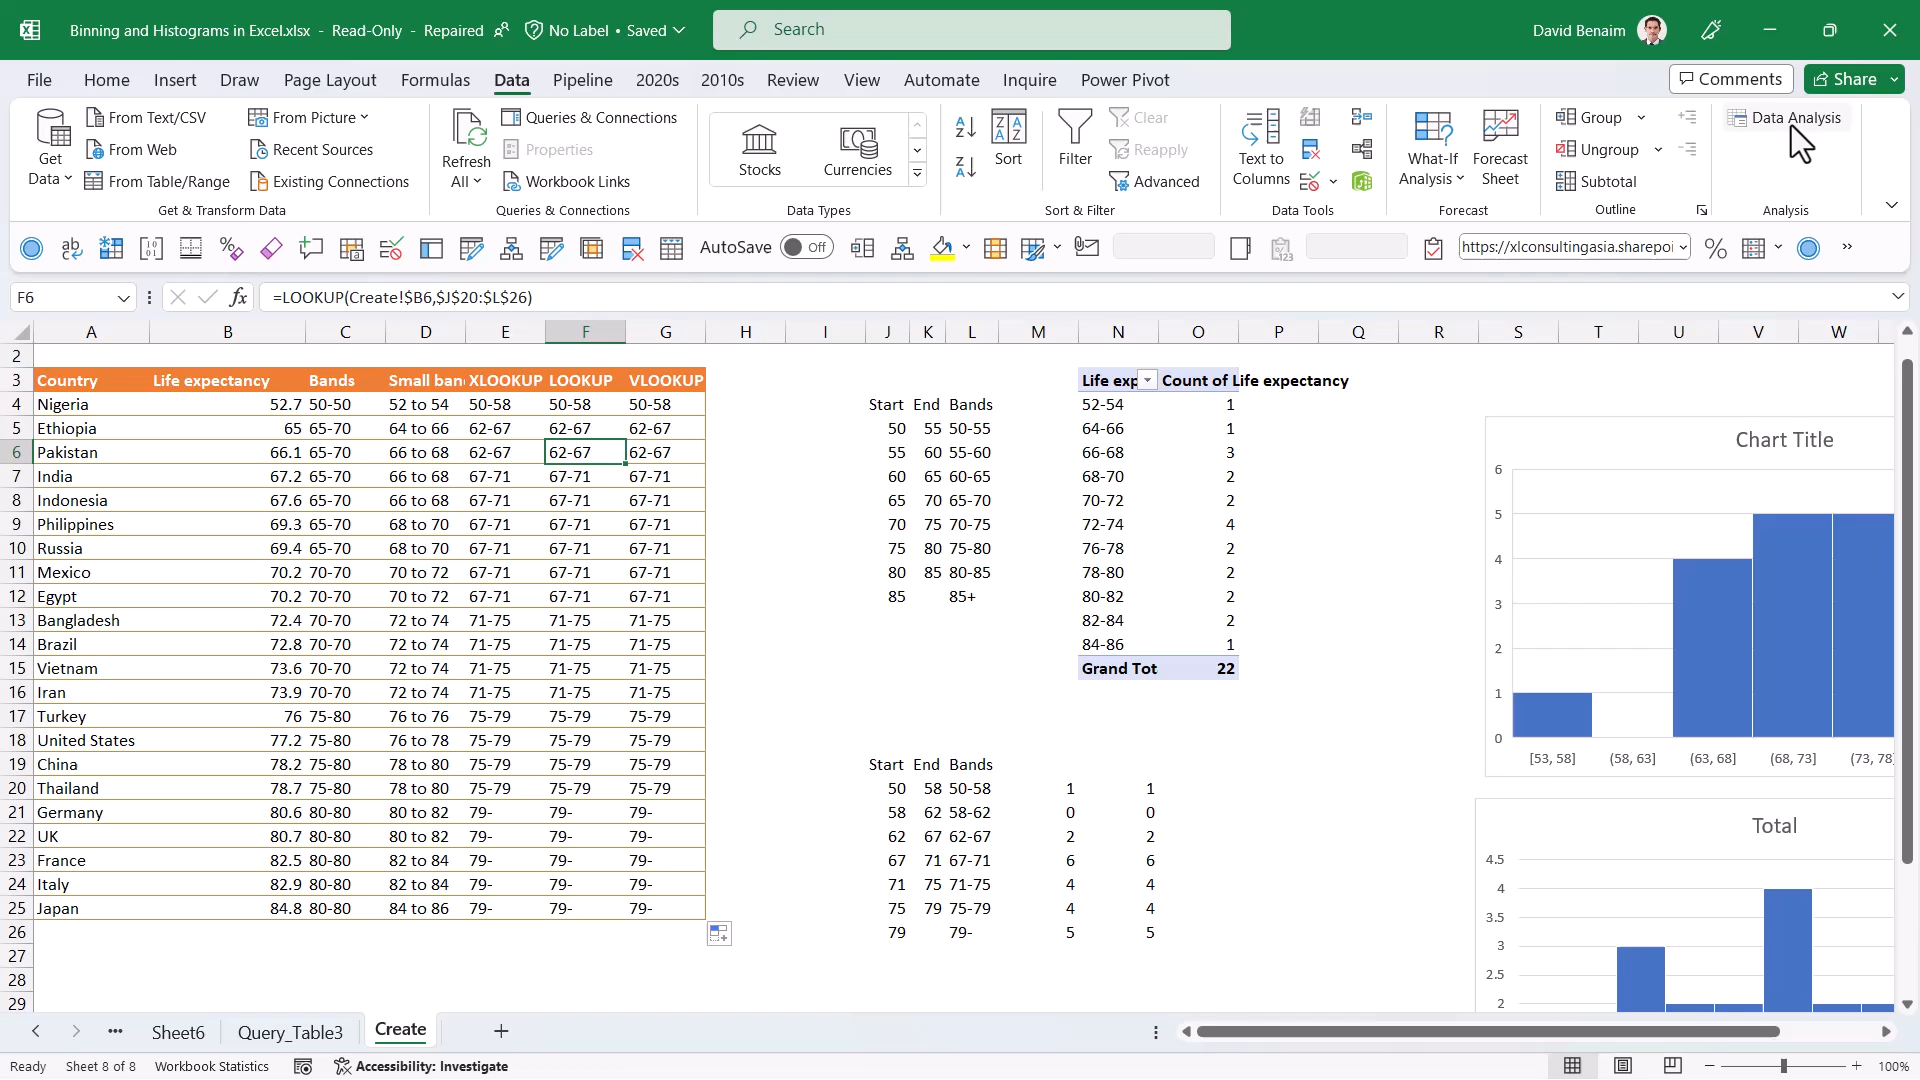 Binning and Histograms in Excel.xlsx - Read-Only • Repaired No Label • Saved
Search
David Benaim
File Home Insert Draw Page Layout Formulas Data Pipeline 2020s 2010s Review View Automate Inquire Power Pivot
Comments Share
Get Data
From Text/CSV
From Web
From Table/Range
From Picture
Recent Sources
Existing Connections
Get & Transform Data
Refresh All
Queries & Connections
Properties
Workbook Links
Queries & Connections
Stocks
Currencies
Data Types
Sort
Filter
Clear
Reapply
Advanced
Sort & Filter
Text to Columns
Data Tools
What-If Analysis
Forecast Sheet
Forecast
Group
Ungroup
Subtotal
Outline
Data Analysis
Analysis
AutoSave Off
https://xlconsultingasia.sharepoi
F6 fx =LOOKUP(Create!$B6,$J$20:$L$26)
A B C D E F G H I J K L M N O P Q R S T U V W
2
3 Country Life expectancy Bands Small ban XLOOKUP LOOKUP VLOOKUP Life exp Count of Life expectancy
4 Nigeria 52.7 50-50 52 to 54 50-58 50-58 50-58 Start End Bands 52-54 1
5 Ethiopia 65 65-70 64 to 66 62-67 62-67 62-67 50 55 50-55 64-66 1
6 Pakistan 66.1 65-70 66 to 68 62-67 62-67 62-67 55 60 55-60 66-68 3
7 India 67.2 65-70 66 to 68 67-71 67-71 67-71 60 65 60-65 68-70 2
8 Indonesia 67.6 65-70 66 to 68 67-71 67-71 67-71 65 70 65-70 70-72 2
9 Philippines 69.3 65-70 68 to 70 67-71 67-71 67-71 70 75 70-75 72-74 4
10 Russia 69.4 65-70 68 to 70 67-71 67-71 67-71 75 80 75-80 76-78 2
11 Mexico 70.2 70-70 70 to 72 67-71 67-71 67-71 80 85 80-85 78-80 2
12 Egypt 70.2 70-70 70 to 72 67-71 67-71 67-71 85 85+ 80-82 2
13 Bangladesh 72.4 70-70 72 to 74 71-75 71-75 71-75 82-84 2
14 Brazil 72.8 70-70 72 to 74 71-75 71-75 71-75 84-86 1
15 Vietnam 73.6 70-70 72 to 74 71-75 71-75 71-75 Grand Tot 22
16 Iran 73.9 70-70 72 to 74 71-75 71-75 71-75
17 Turkey 76 75-80 76 to 76 75-79 75-79 75-79
18 United States 77.2 75-80 76 to 78 75-79 75-79 75-79
19 China 78.2 75-80 78 to 80 75-79 75-79 75-79 Start End Bands
20 Thailand 78.7 75-80 78 to 80 75-79 75-79 75-79 50 58 50-58 1 1
21 Germany 80.6 80-80 80 to 82 79- 79- 79- 58 62 58-62 0 0
22 UK 80.7 80-80 80 to 82 79- 79- 79- 62 67 62-67 2 2
23 France 82.5 80-80 82 to 84 79- 79- 79- 67 71 67-71 6 6
24 Italy 82.9 80-80 82 to 84 79- 79- 79- 71 75 71-75 4 4
25 Japan 84.8 80-80 84 to 86 79- 79- 79- 75 79 75-79 4 4
26 79 79- 5 5
27
28
29
Chart Title
6
5
4
3
2
1
0
[53, 58] (58, 63] (63, 68] (68, 73] (73, 78]
Total
4.5
4
3.5
3
2.5
2
Sheet6 Query_Table3 Create
Ready Sheet 8 of 8 Workbook Statistics Accessibility: Investigate 100%